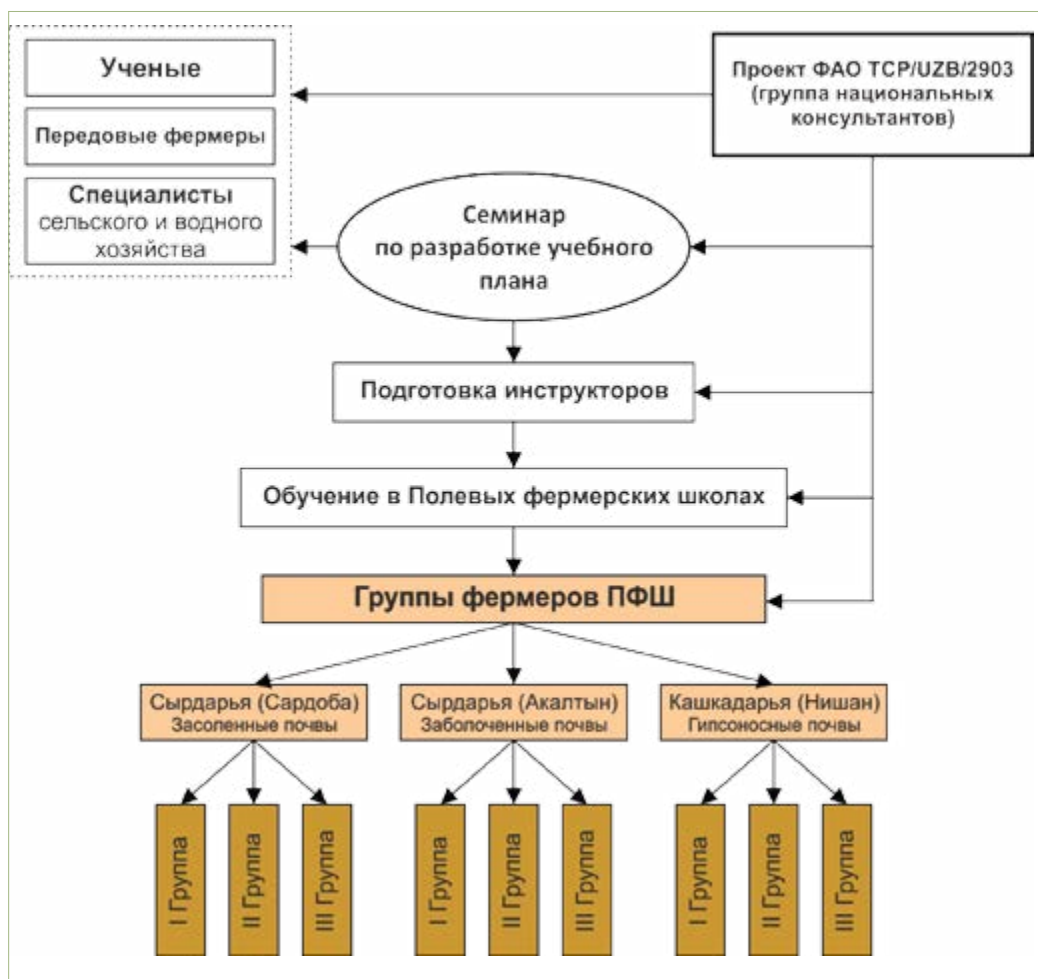 Ученые
Передовые фермеры
Специалисты
сельского и водного
хозяйства
Проект ФАО TCP/UZB/2903
(группа национальных
консультантов)
Семинар
по разработке учебного
плана
Подготовка инструкторов
Обучение в Полевых фермерских школах
Группы фермеров ПФШ
Сырдарья (Сардоба)
Засоленные почвы
Сырдарья (Акалтын)
Заболоченные почвы
Кашкадарья (Нишан)
Гипсоносные почвы
I Группа
II Группа
III Группа
I Группа
II Группа
III Группа
I Группа
II Группа
III Группа